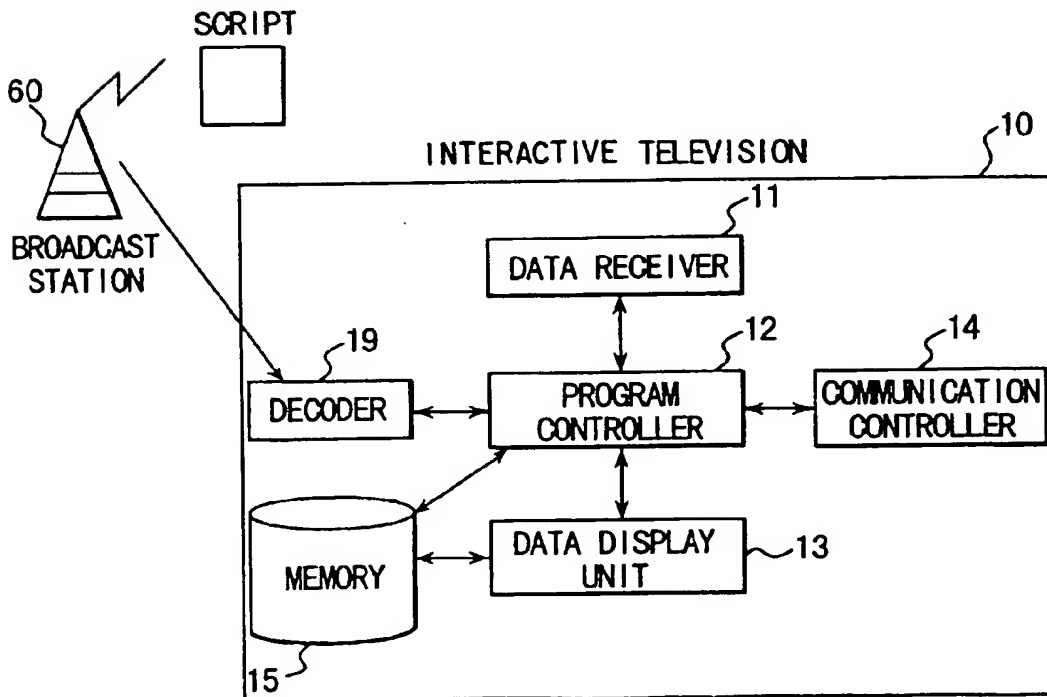 SCRIPT
60
BROADCAST
STATION
INTERACTIVE TELEVISION
10
11
DATA RECEIVER
19
DECODER
12
PROGRAM
CONTROLLER
14
COMMUNICATION
CONTROLLER
MEMORY
15
DATA DISPLAY
UNIT
13